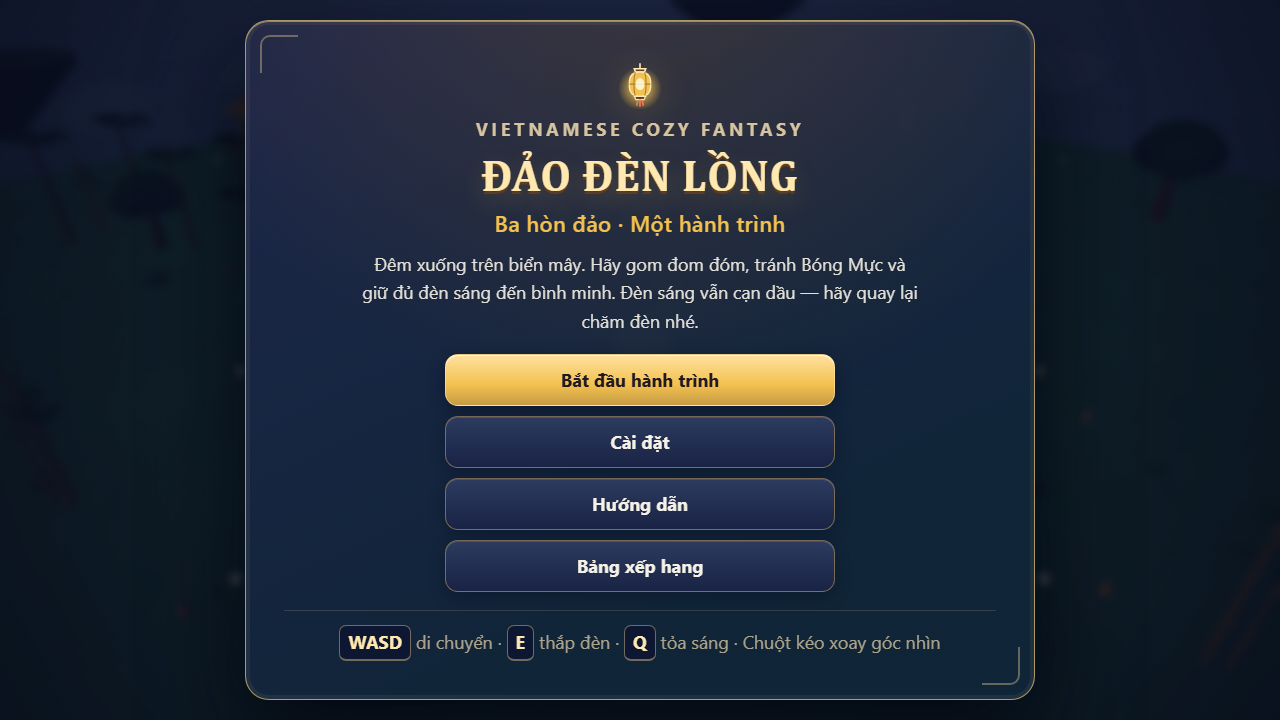 VIETNAMESE COZY FANTASY
ĐẢO ĐÈN LỒNG
Ba hòn đảo · Một hành trình
Đêm xuống trên biển mây. Hãy gom đom đóm, tránh Bóng Mực và
giữ đủ đèn sáng đến bình minh. Đèn sáng vẫn cạn dầu — hãy quay lại
chăm đèn nhé.
Bắt đầu hành trình
Cài đặt
Hướng dẫn
Bảng xếp hạng
WASD di chuyển · E thắp đèn · Q tỏa sáng · Chuột kéo xoay góc nhìn